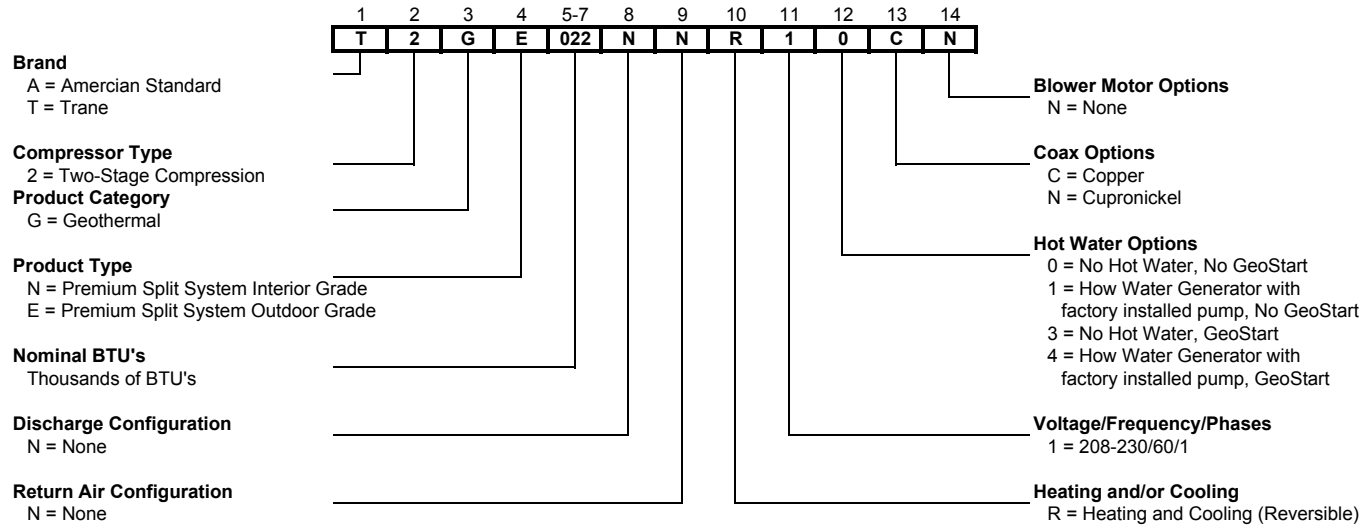 1 2 3 4 5-7 8 9 10 11 12 13 14
T 2 G E 022 N N R 1 0 C N
Brand
A = Amercian Standard
T = Trane
Compressor Type
2 = Two-Stage Compression
Product Category
G = Geothermal
Product Type
N = Premium Split System Interior Grade
E = Premium Split System Outdoor Grade
Nominal BTU's
Thousands of BTU's
Discharge Configuration
N = None
Return Air Configuration
N = None
Blower Motor Options
N = None
Coax Options
C = Copper
N = Cupronickel
Hot Water Options
0 = No Hot Water, No GeoStart
1 = How Water Generator with
factory installed pump, No GeoStart
3 = No Hot Water, GeoStart
4 = How Water Generator with
factory installed pump, GeoStart
Voltage/Frequency/Phases
1 = 208-230/60/1
Heating and/or Cooling
R = Heating and Cooling (Reversible)